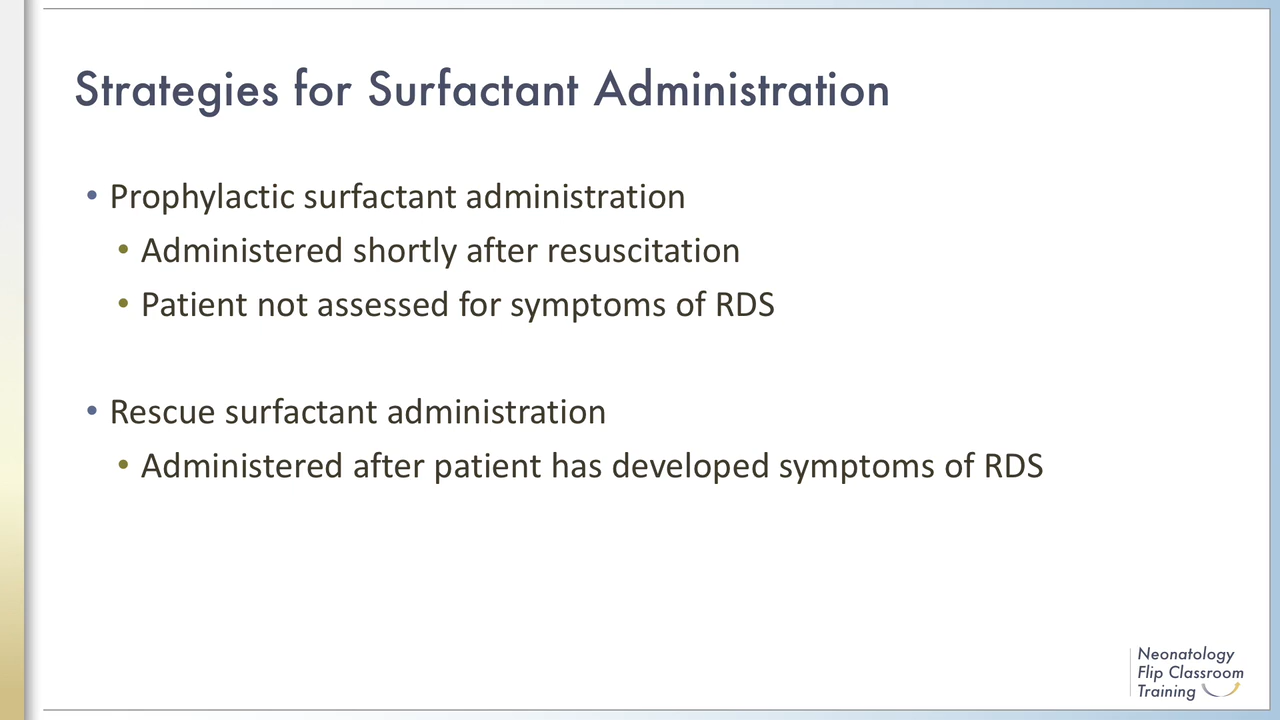 Strategies for Surfactant Administration
• Prophylactic surfactant administration
• Administered shortly after resuscitation
• Patient not assessed for symptoms of RDS
• Rescue surfactant administration
• Administered after patient has developed symptoms of RDS
Neonatology
Flip Classroom
Training